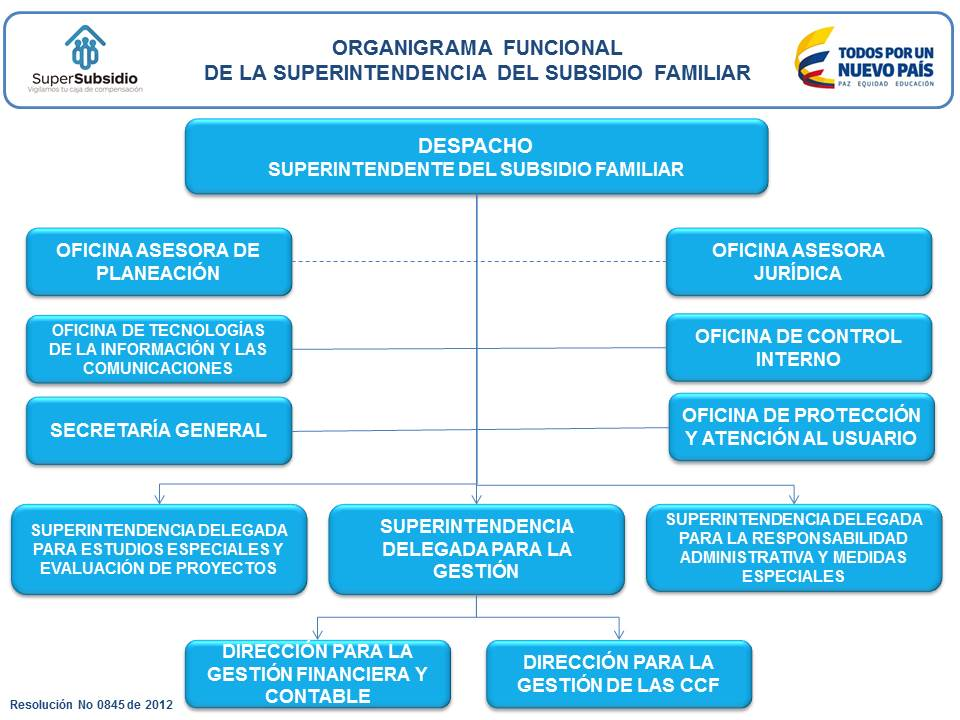 SuperSubsidio
Vigilamos tu caja de compensación
ORGANIGRAMA FUNCIONAL
DE LA SUPERINTENDENCIA DEL SUBSIDIO FAMILIAR
TODOS POR UN
NUEVO PAÍS
PAZ EQUIDAD EDUCACIÓN
DESPACHO
SUPERINTENDENTE DEL SUBSIDIO FAMILIAR
OFICINA ASESORA DE
PLANEACIÓN
OFICINA ASESORA
JURÍDICA
OFICINA DE TECNOLOGÍAS
DE LA INFORMACIÓN Y LAS
COMUNICACIONES
OFICINA DE CONTROL
INTERNO
SECRETARÍA GENERAL
OFICINA DE PROTECCIÓN
Y ATENCIÓN AL USUARIO
SUPERINTENDENCIA DELEGADA
PARA ESTUDIOS ESPECIALES Y
EVALUACIÓN DE PROYECTOS
SUPERINTENDENCIA
DELEGADA PARA LA
GESTIÓN
SUPERINTENDENCIA DELEGADA
PARA LA RESPONSABILIDAD
ADMINISTRATIVA Y MEDIDAS
ESPECIALES
DIRECCIÓN PARA LA
GESTIÓN FINANCIERA Y
CONTABLE
DIRECCIÓN PARA LA
GESTIÓN DE LAS CCF
Resolución No 0845 de 2012